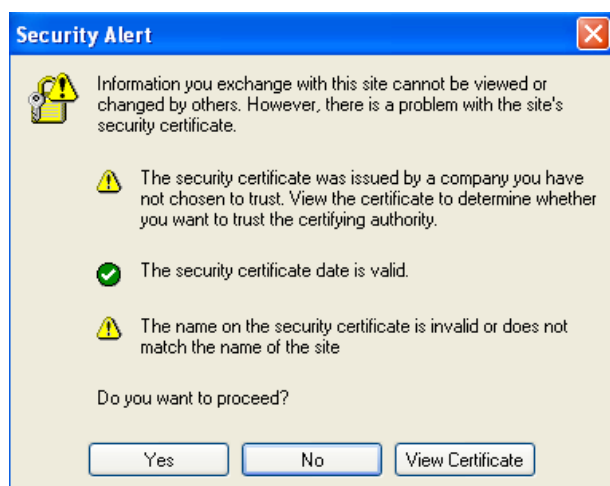 Security Alert
Information you exchange with this site cannot be viewed or
changed by others. However, there is a problem with the site's
security certificate.
The security certificate was issued by a company you have
not chosen to trust. View the certificate to determine whether
you want to trust the certifying authority.
The security certificate date is valid.
The name on the security certificate is invalid or does not
match the name of the site
Do you want to proceed?
Yes No View Certificate